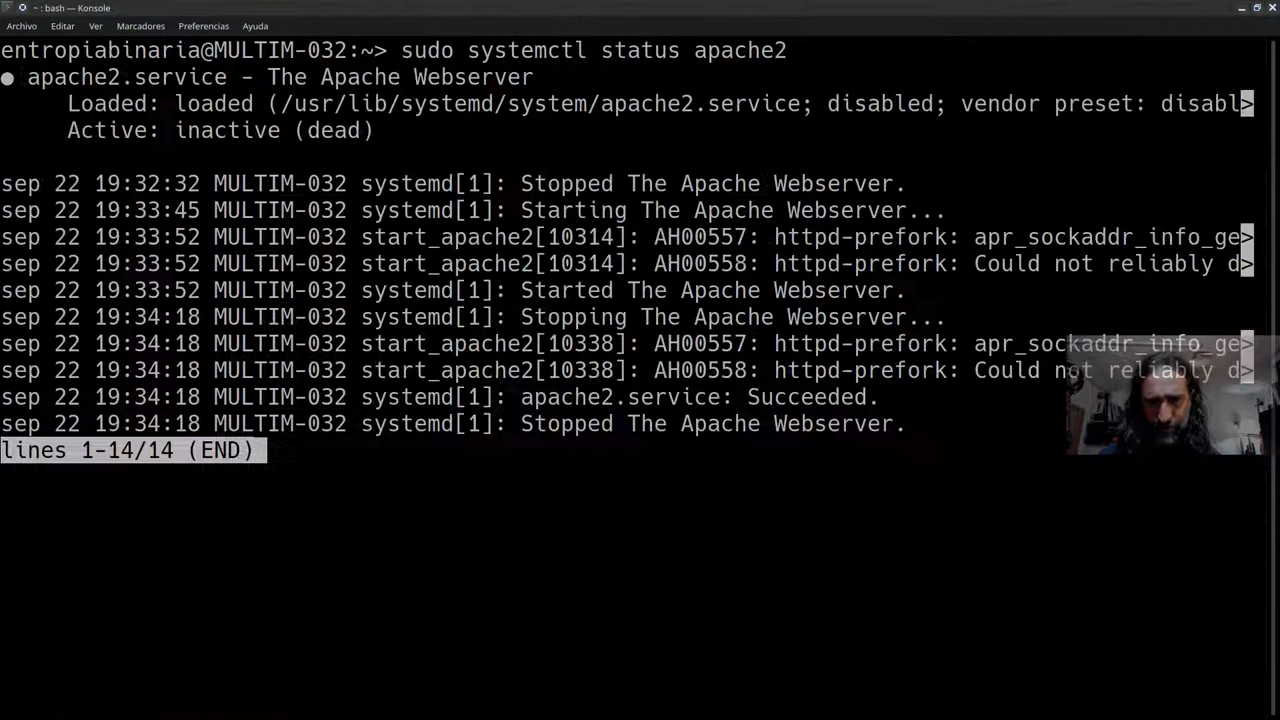 ~ : bash — Konsole
Archivo Editar Ver Marcadores Preferencias Ayuda
entropiabinaria@MULTIM-032:~> sudo systemctl status apache2
● apache2.service - The Apache Webserver
Loaded: loaded (/usr/lib/systemd/system/apache2.service; disabled; vendor preset: disabl>
Active: inactive (dead)
sep 22 19:32:32 MULTIM-032 systemd[1]: Stopped The Apache Webserver.
sep 22 19:33:45 MULTIM-032 systemd[1]: Starting The Apache Webserver...
sep 22 19:33:52 MULTIM-032 start_apache2[10314]: AH00557: httpd-prefork: apr_sockaddr_info_ge>
sep 22 19:33:52 MULTIM-032 start_apache2[10314]: AH00558: httpd-prefork: Could not reliably d>
sep 22 19:33:52 MULTIM-032 systemd[1]: Started The Apache Webserver.
sep 22 19:34:18 MULTIM-032 systemd[1]: Stopping The Apache Webserver...
sep 22 19:34:18 MULTIM-032 start_apache2[10338]: AH00557: httpd-prefork: apr_sockaddr_info_ge>
sep 22 19:34:18 MULTIM-032 start_apache2[10338]: AH00558: httpd-prefork: Could not reliably d>
sep 22 19:34:18 MULTIM-032 systemd[1]: apache2.service: Succeeded.
sep 22 19:34:18 MULTIM-032 systemd[1]: Stopped The Apache Webserver.
lines 1-14/14 (END)